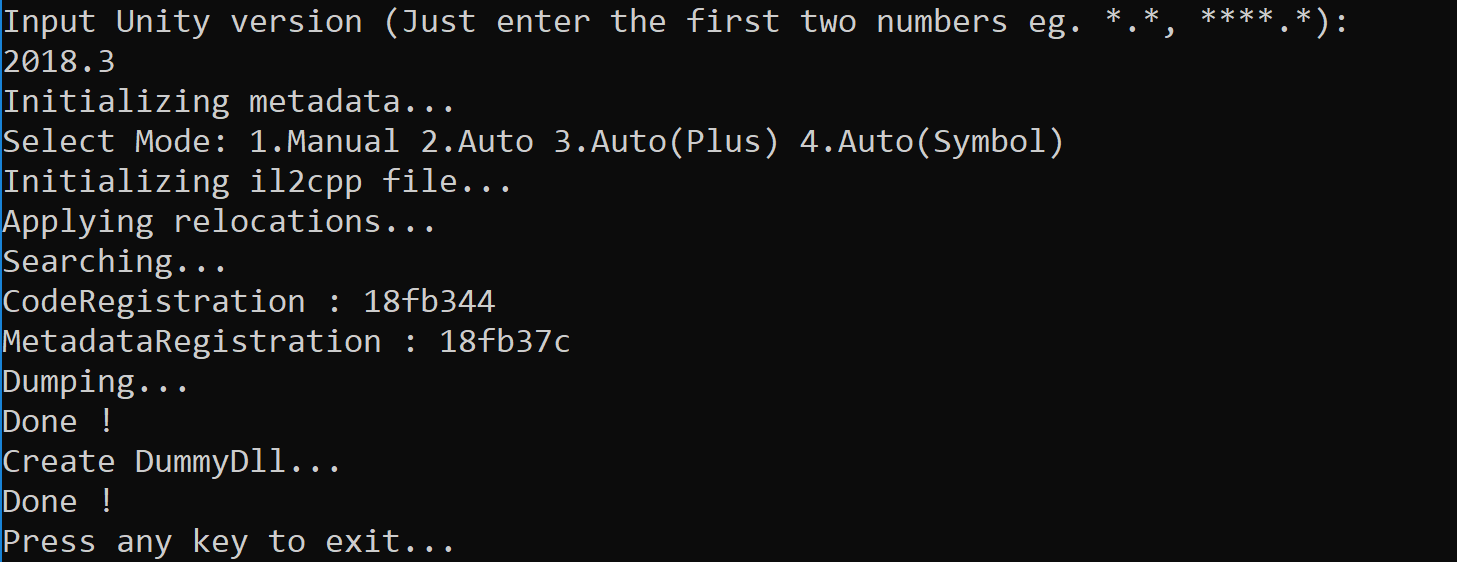 Input Unity version (Just enter the first two numbers eg. *.*, ****.*):
2018.3
Initializing metadata...
Select Mode: 1.Manual 2.Auto 3.Auto(Plus) 4.Auto(Symbol)
Initializing il2cpp file...
Applying relocations...
Searching...
CodeRegistration : 18fb344
MetadataRegistration : 18fb37c
Dumping...
Done !
Create DummyDll...
Done !
Press any key to exit...